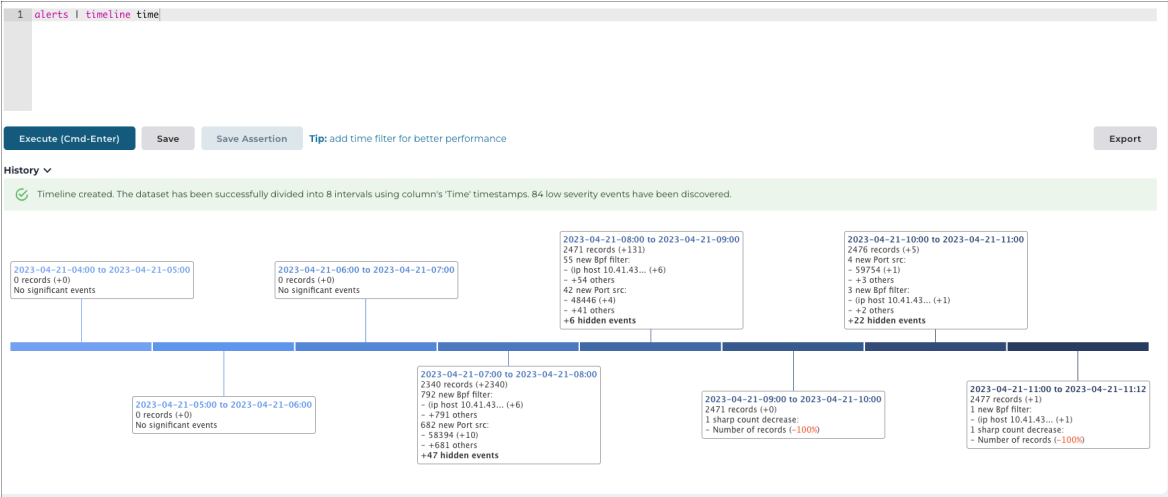 1 alerts | timeline time
Execute (Cmd-Enter) Save Save Assertion Tip: add time filter for better performance Export
History
Timeline created. The dataset has been successfully divided into 8 intervals using column's 'Time' timestamps. 84 low severity events have been discovered.
2023-04-21-04:00 to 2023-04-21-05:00
0 records (+0)
No significant events
2023-04-21-05:00 to 2023-04-21-06:00
0 records (+0)
No significant events
2023-04-21-06:00 to 2023-04-21-07:00
0 records (+0)
No significant events
2023-04-21-07:00 to 2023-04-21-08:00
2340 records (+2340)
792 new Bpf filter:
- (ip host 10.41.43... (+6)
- +791 others
682 new Port src:
- 58394 (+10)
- +681 others
+47 hidden events
2023-04-21-08:00 to 2023-04-21-09:00
2471 records (+131)
55 new Bpf filter:
- (ip host 10.41.43... (+6)
- +54 others
42 new Port src:
- 48446 (+4)
- +41 others
+6 hidden events
2023-04-21-09:00 to 2023-04-21-10:00
2471 records (+0)
1 sharp count decrease:
- Number of records (-100%)
2023-04-21-10:00 to 2023-04-21-11:00
2476 records (+5)
4 new Port src:
- 59754 (+1)
- +3 others
3 new Bpf filter:
- (ip host 10.41.43... (+1)
- +2 others
+22 hidden events
2023-04-21-11:00 to 2023-04-21-11:12
2477 records (+1)
1 new Bpf filter:
- (ip host 10.41.43... (+1)
1 sharp count decrease:
- Number of records (-100%)